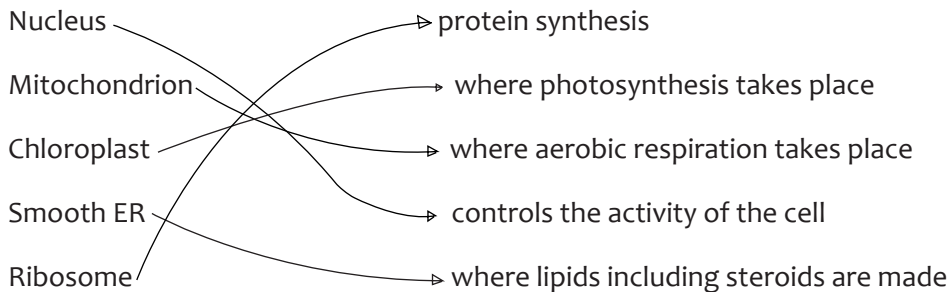 Nucleus protein synthesis
Mitochondrion where photosynthesis takes place
Chloroplast where aerobic respiration takes place
Smooth ER controls the activity of the cell
Ribosome where lipids including steroids are made